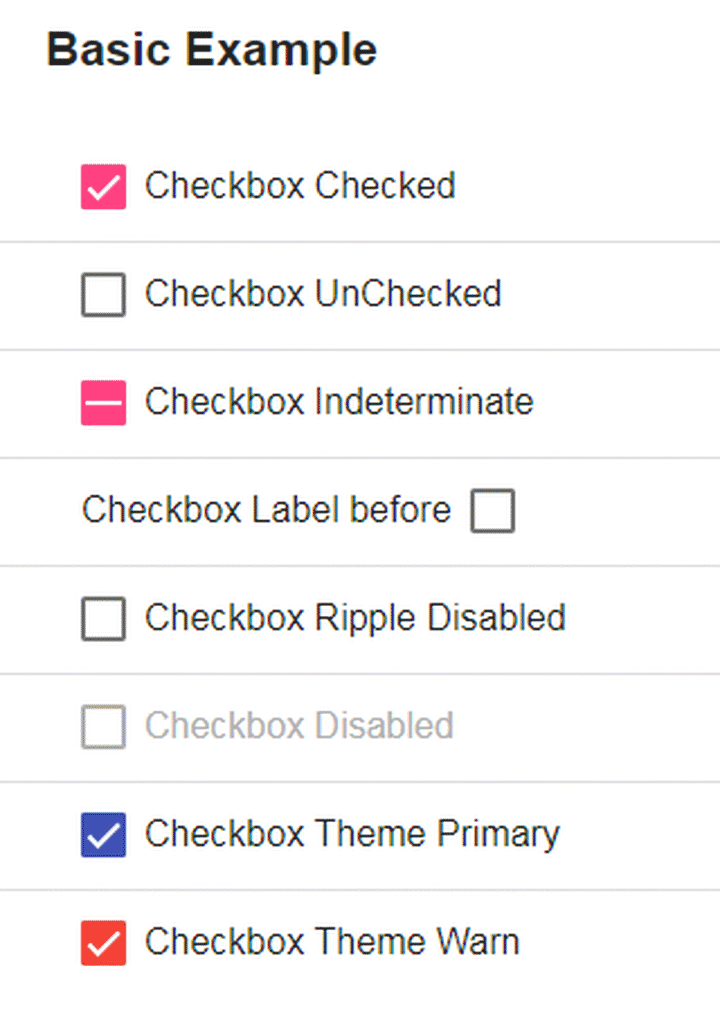 Basic Example
Checkbox Checked
Checkbox UnChecked
Checkbox Indeterminate
Checkbox Label before
Checkbox Ripple Disabled
Checkbox Disabled
Checkbox Theme Primary
Checkbox Theme Warn